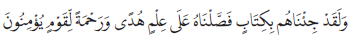 وَلَقَدْ جِئْنَاهُم بِكِتَابٍ فَصَّلْنَاهُ عَلَىٰ عِلْمٍ هُدًى وَرَحْمَةً لِّقَوْمٍ يُؤْمِنُونَ